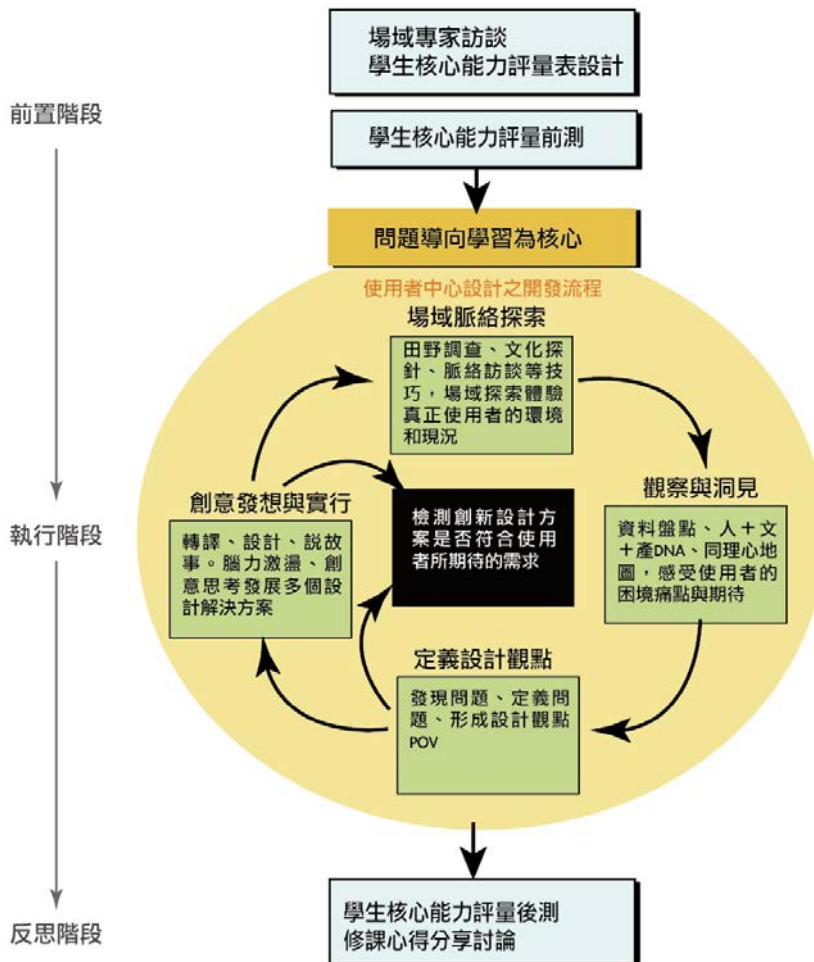 場域專家訪談
學生核心能力評量表設計
前置階段
學生核心能力評量前測
問題導向學習為核心
使用者中心設計之開發流程
場域脈絡探索
田野調查、文化探
針、脈絡訪談等技
巧，場域探索體驗
真正使用者的環境
和現況
觀察與洞見
資料盤點、人＋文
＋產DNA、同理心地
圖，感受使用者的
困境痛點與期待
創意發想與實行
執行階段
轉譯、設計、說故
事。腦力激盪、創
意思考發展多個設
計解決方案
檢測創新設計方
案是否符合使用
者所期待的需求
定義設計觀點
發現問題、定義問
題、形成設計觀點
POV
學生核心能力評量後測
修課心得分享討論
反思階段